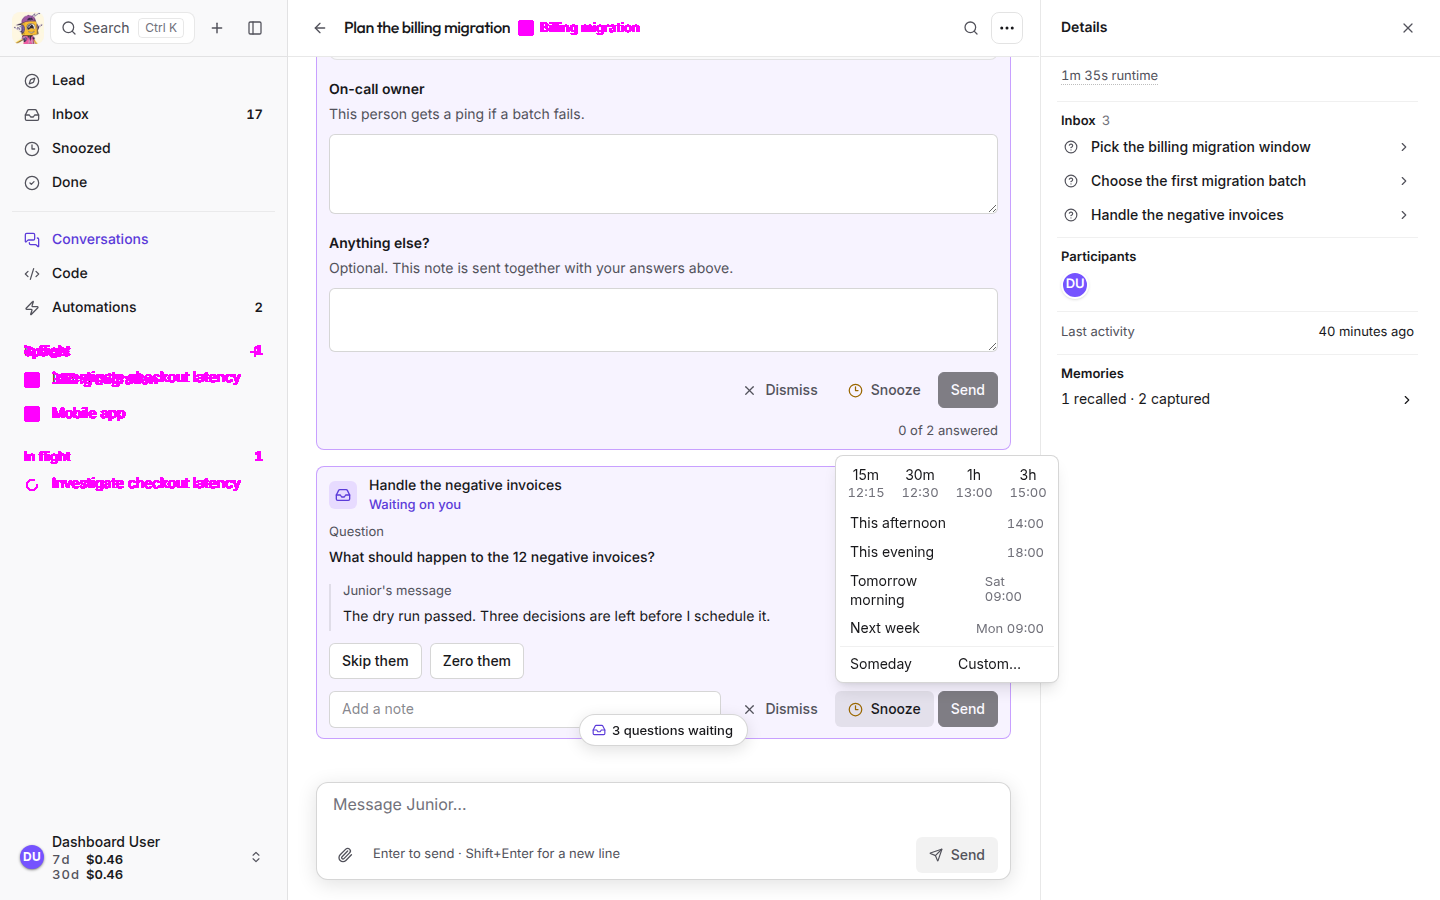 Search
Ctrl K
Lead
Inbox 17
Snoozed
Done
Conversations
Code
Automations 2
Mobile app
In flight 1
Investigate checkout latency
Dashboard User
DU
7d $0.46
30d $0.46
Plan the billing migration
Billing migration
On-call owner
This person gets a ping if a batch fails.
Anything else?
Optional. This note is sent together with your answers above.
Dismiss
Snooze
Send
0 of 2 answered
Handle the negative invoices
Waiting on you
Question
What should happen to the 12 negative invoices?
Junior's message
The dry run passed. Three decisions are left before I schedule it.
Skip them
Zero them
Add a note
Dismiss
Snooze
Send
3 questions waiting
15m 30m 1h 3h
12:15 12:30 13:00 15:00
This afternoon 14:00
This evening 18:00
Tomorrow morning Sat 09:00
Next week Mon 09:00
Someday Custom...
Message Junior...
Enter to send · Shift+Enter for a new line
Send
Details
1m 35s runtime
Inbox 3
Pick the billing migration window
Choose the first migration batch
Handle the negative invoices
Participants
DU
Last activity 40 minutes ago
Memories
1 recalled · 2 captured